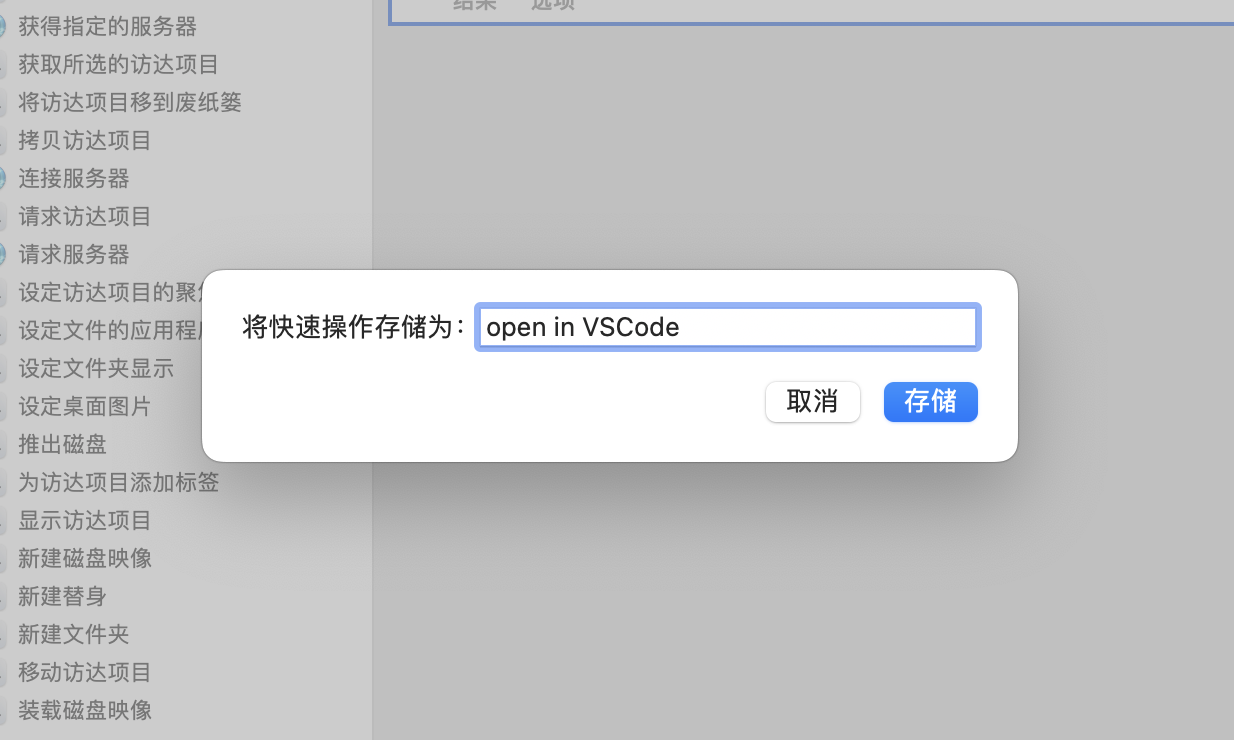 结果 选项
获得指定的服务器
获取所选的访达项目
将访达项目移到废纸篓
拷贝访达项目
连接服务器
请求访达项目
请求服务器
设定访达项目的聚
设定文件的应用程
设定文件夹显示
设定桌面图片
推出磁盘
为访达项目添加标签
显示访达项目
新建磁盘映像
新建替身
新建文件夹
移动访达项目
装载磁盘映像
将快速操作存储为：open in VSCode
取消 存储